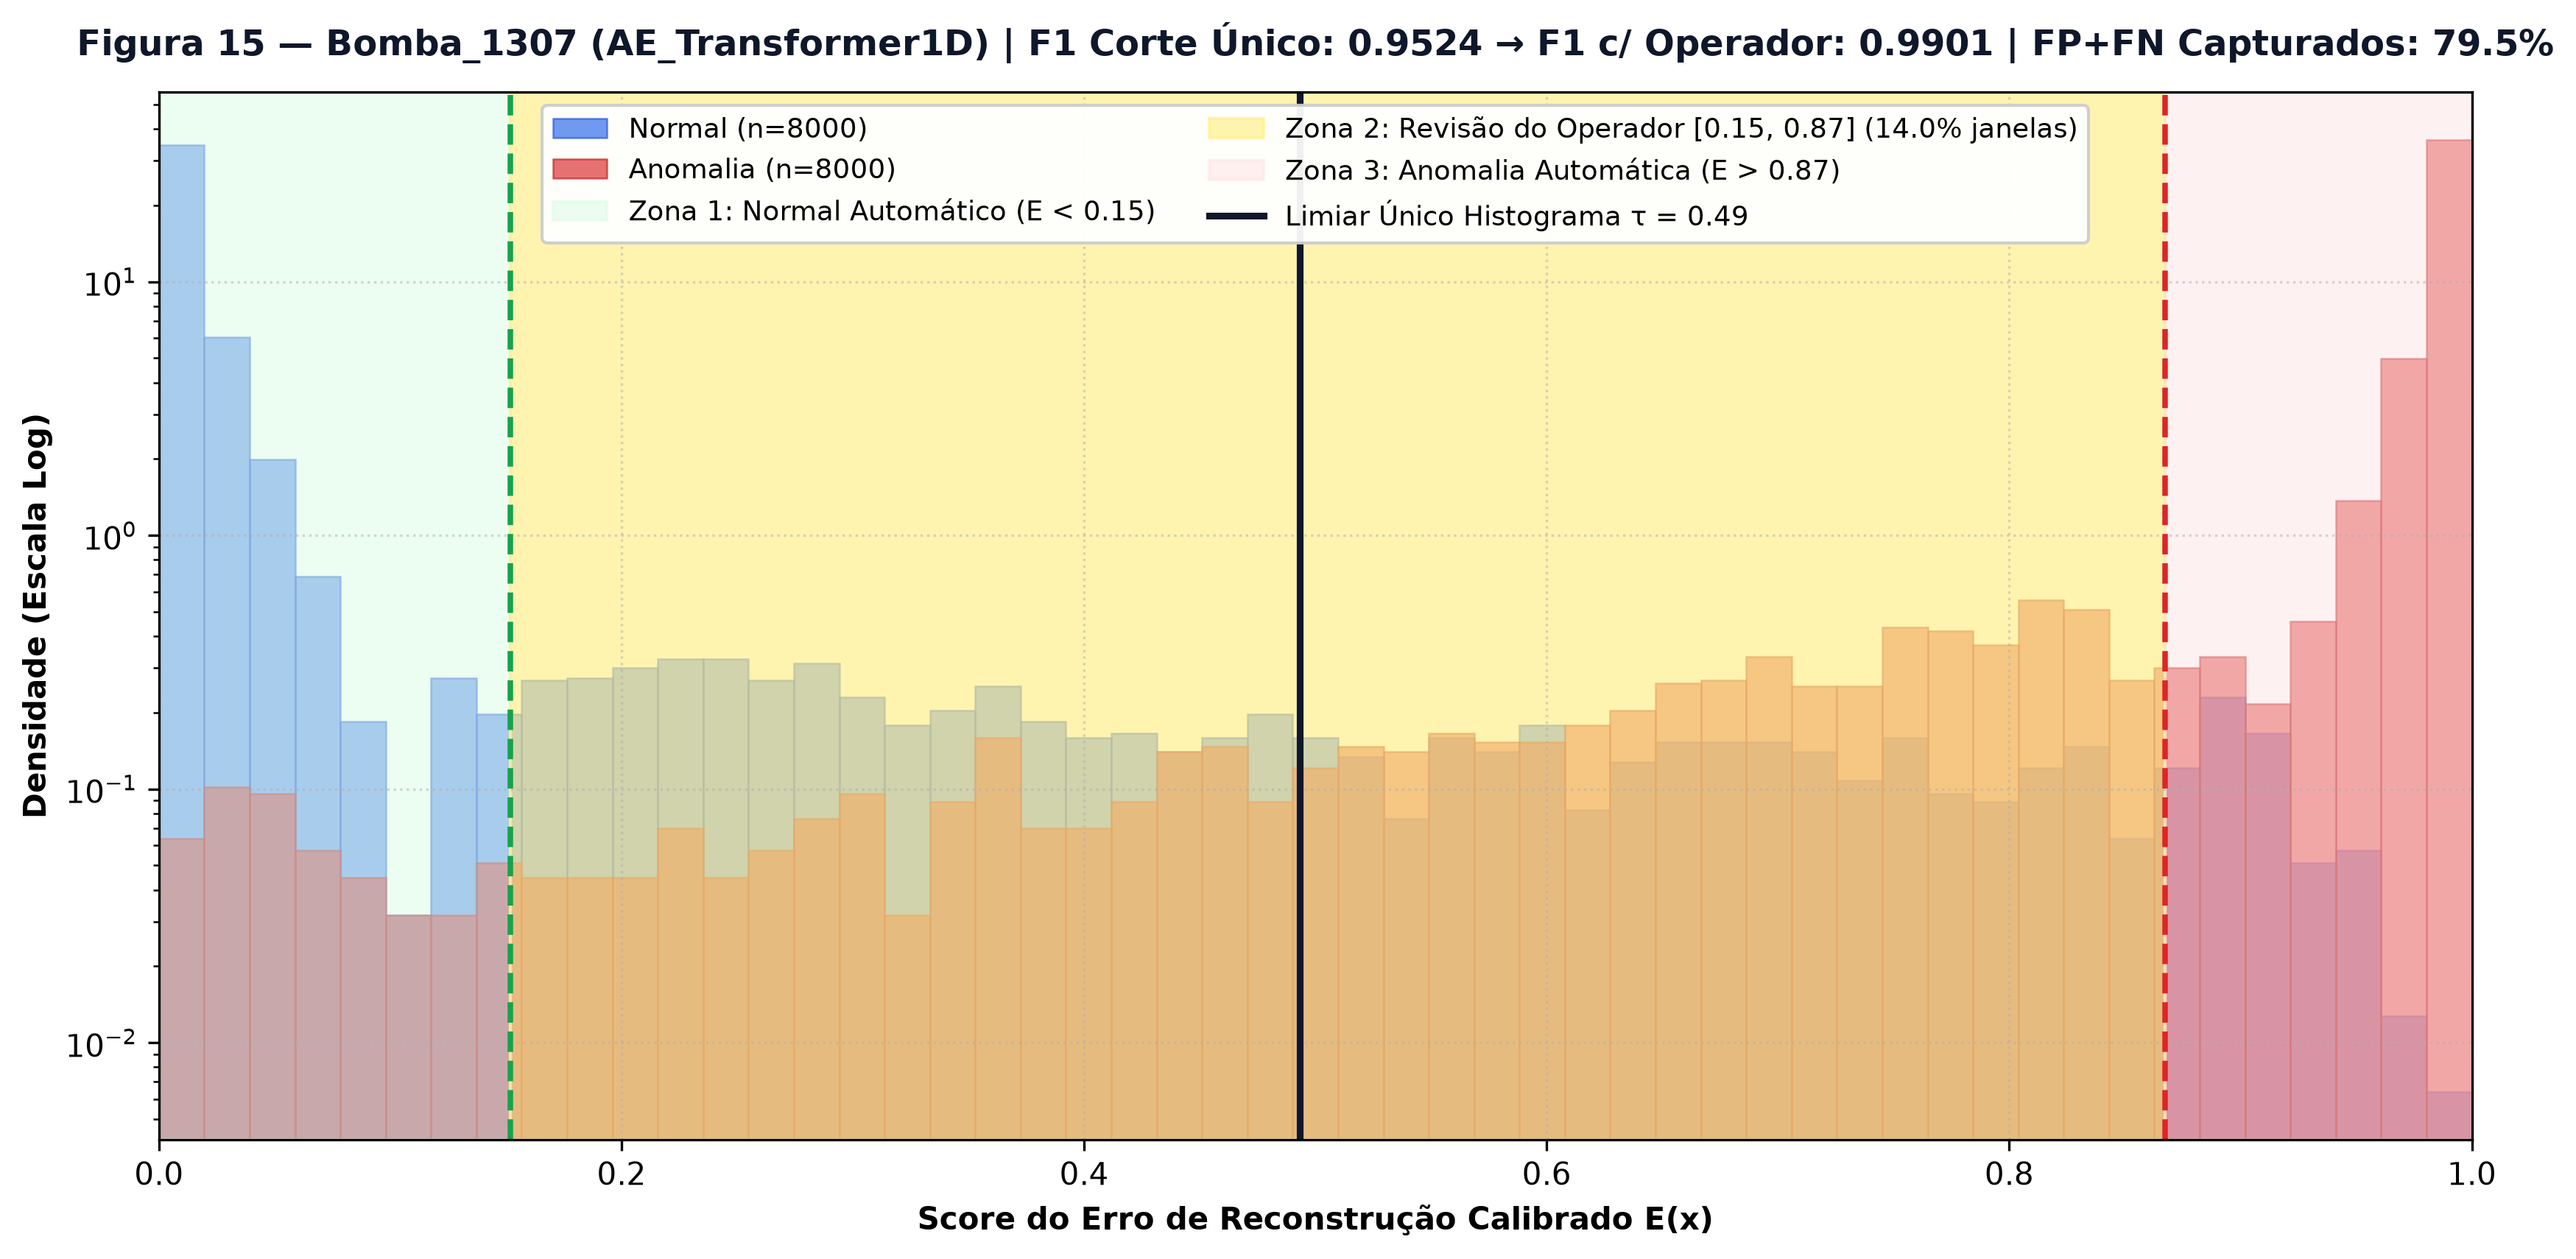 Figura 15 — Bomba_1307 (AE_Transformer1D) | F1 Corte Único: 0.9524 → F1 c/ Operador: 0.9901 | FP+FN Capturados: 79.5%
Normal (n=8000)
Anomalia (n=8000)
Zona 1: Normal Automático (E < 0.15)
Zona 2: Revisão do Operador [0.15, 0.87] (14.0% janelas)
Zona 3: Anomalia Automática (E > 0.87)
Limiar Único Histograma τ = 0.49
Densidade (Escala Log)
10¹
10⁰
10⁻¹
10⁻²
0.0 0.2 0.4 0.6 0.8 1.0
Score do Erro de Reconstrução Calibrado E(x)